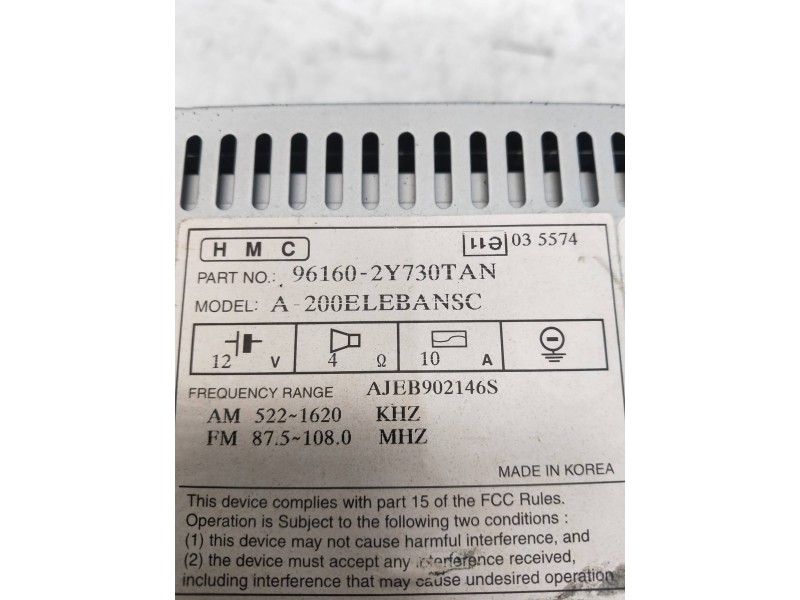 HMC e11 03 5574
PART NO.: 96160-2Y730TAN
MODEL: A-200ELEBANSC
12 V 4 Ω 10 A
FREQUENCY RANGE AJEB902146S
AM 522~1620 KHZ
FM 87.5~108.0 MHZ
MADE IN KOREA
This device complies with part 15 of the FCC Rules.
Operation is Subject to the following two conditions :
(1) this device may not cause harmful interference, and
(2) the device must accept any interference received,
including interference that may cause undesired operation